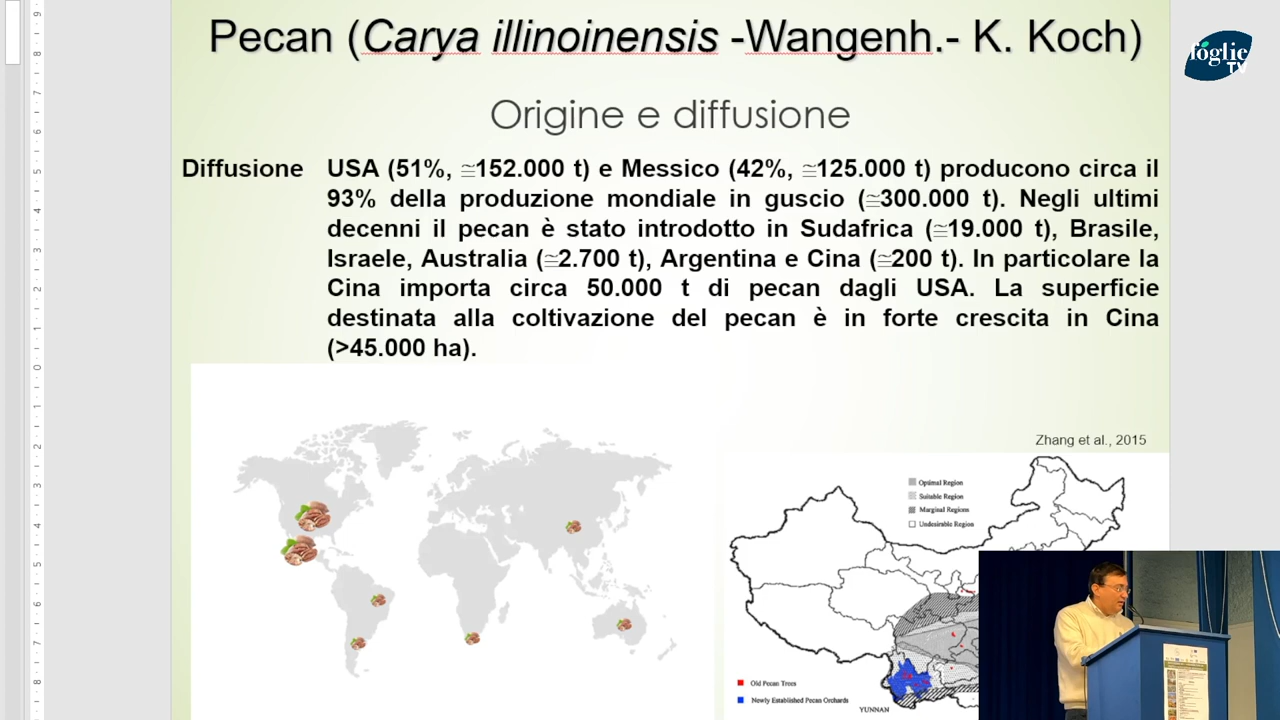 Pecan (Carya illinoinensis -Wangenh.- K. Koch)
foglie
TV
Origine e diffusione
Diffusione USA (51%, ≅152.000 t) e Messico (42%, ≅125.000 t) producono circa il
93% della produzione mondiale in guscio (≅300.000 t). Negli ultimi
decenni il pecan è stato introdotto in Sudafrica (≅19.000 t), Brasile,
Israele, Australia (≅2.700 t), Argentina e Cina (≅200 t). In particolare la
Cina importa circa 50.000 t di pecan dagli USA. La superficie
destinata alla coltivazione del pecan è in forte crescita in Cina
(>45.000 ha).
Zhang et al., 2015
Optimal Region
Suitable Region
Marginal Regions
Undesirable Region
Old Pecan Trees
Newly Established Pecan Orchards
YUNNAN